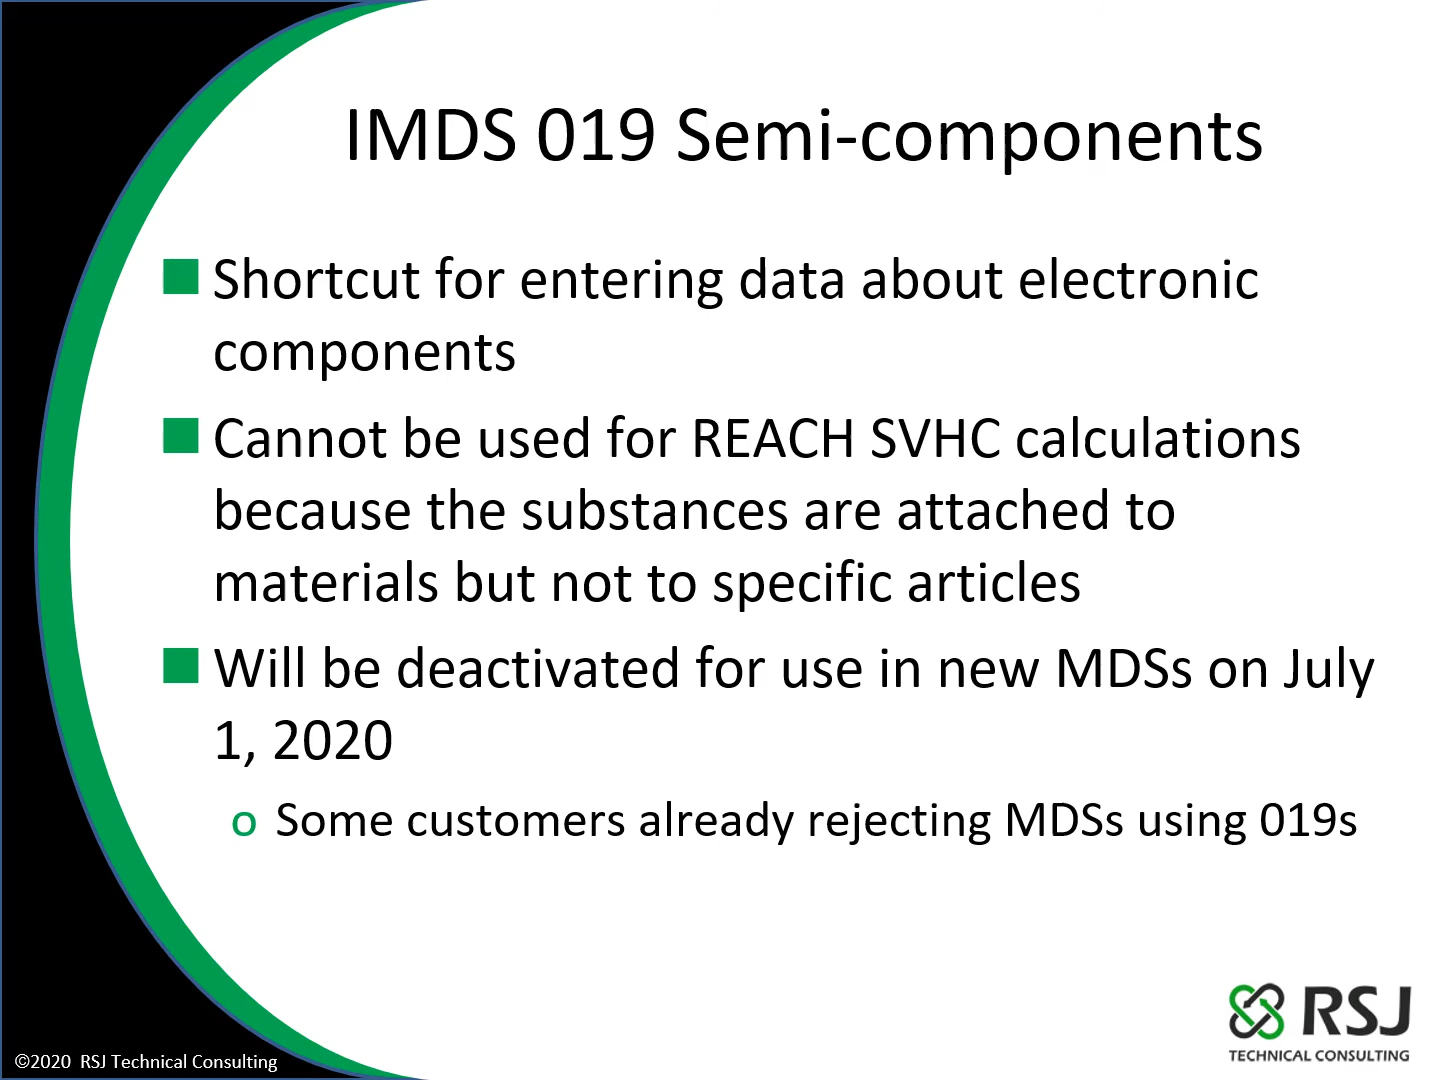 IMDS 019 Semi-components
Shortcut for entering data about electronic
components
Cannot be used for REACH SVHC calculations
because the substances are attached to
materials but not to specific articles
Will be deactivated for use in new MDSs on July
1, 2020
o Some customers already rejecting MDSs using 019s
RSJ
TECHNICAL CONSULTING
©2020 RSJ Technical Consulting